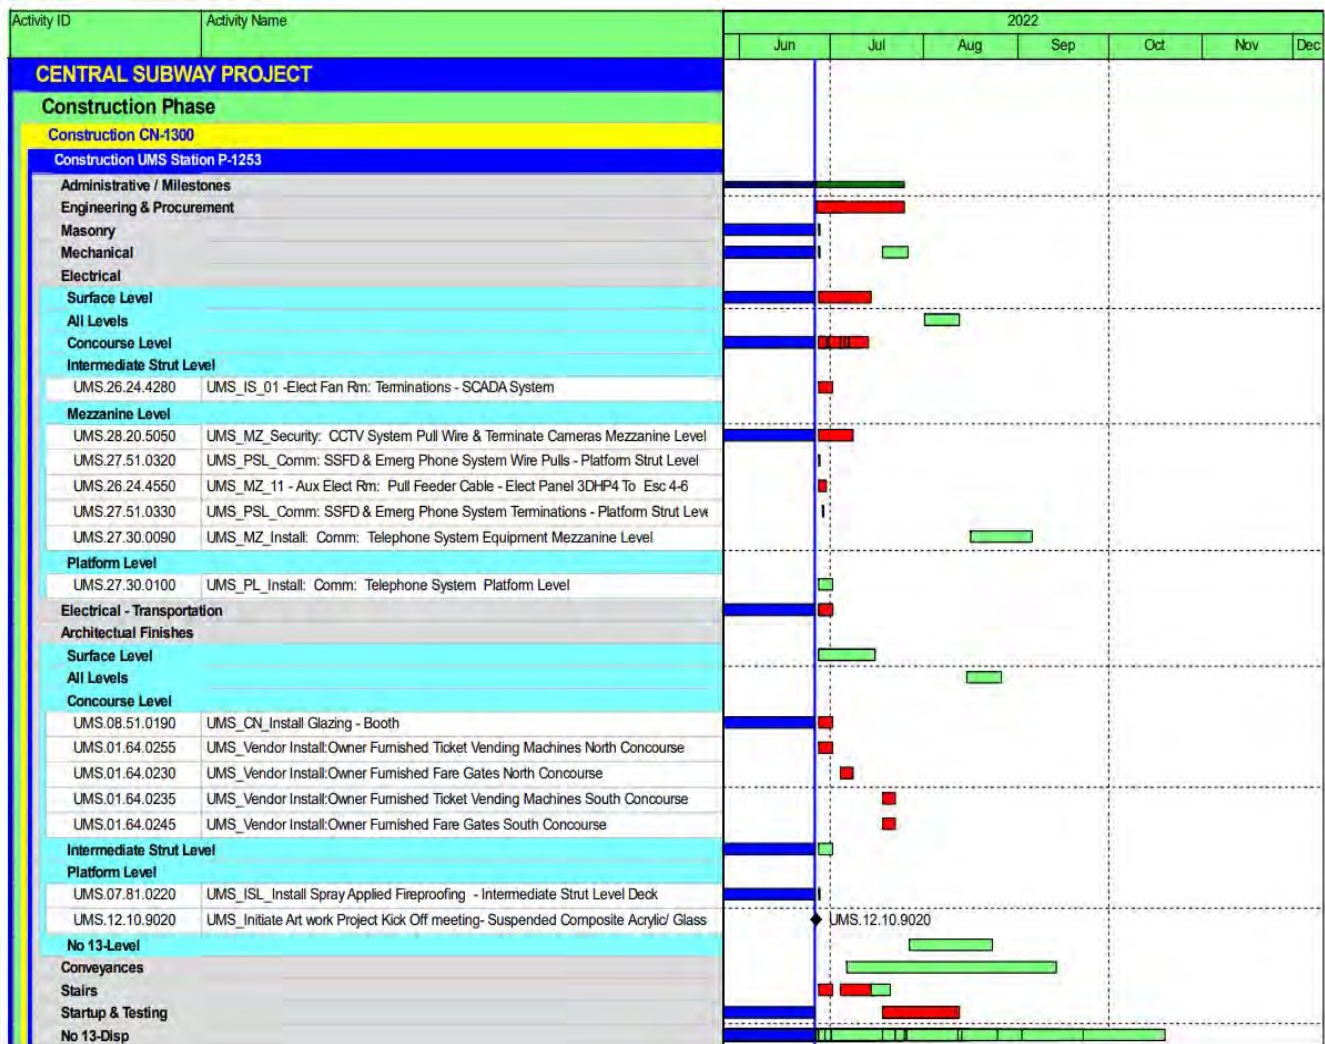 Activity ID Activity Name 2022
Jun Jul Aug Sep Oct Nov Dec
CENTRAL SUBWAY PROJECT
Construction Phase
Construction CN-1300
Construction UMS Station P-1253
Administrative / Milestones
Engineering & Procurement
Masonry
Mechanical
Electrical
Surface Level
All Levels
Concourse Level
Intermediate Strut Level
UMS.26.24.4280 UMS_IS_01 -Elect Fan Rm: Terminations - SCADA System
Mezzanine Level
UMS.28.20.5050 UMS_MZ_Security: CCTV System Pull Wire & Terminate Cameras Mezzanine Level
UMS.27.51.0320 UMS_PSL_Comm: SSFD & Emerg Phone System Wire Pulls - Platform Strut Level
UMS.26.24.4550 UMS_MZ_11 - Aux Elect Rm: Pull Feeder Cable - Elect Panel 3DHP4 To Esc 4-6
UMS.27.51.0330 UMS_PSL_Comm: SSFD & Emerg Phone System Terminations - Platform Strut Leve
UMS.27.30.0090 UMS_MZ_Install: Comm: Telephone System Equipment Mezzanine Level
Platform Level
UMS.27.30.0100 UMS_PL_Install: Comm: Telephone System Platform Level
Electrical - Transportation
Architectual Finishes
Surface Level
All Levels
Concourse Level
UMS.08.51.0190 UMS_CN_Install Glazing - Booth
UMS.01.64.0255 UMS_Vendor Install:Owner Furnished Ticket Vending Machines North Concourse
UMS.01.64.0230 UMS_Vendor Install:Owner Furnished Fare Gates North Concourse
UMS.01.64.0235 UMS_Vendor Install:Owner Furnished Ticket Vending Machines South Concourse
UMS.01.64.0245 UMS_Vendor Install:Owner Furnished Fare Gates South Concourse
Intermediate Strut Level
Platform Level
UMS.07.81.0220 UMS_ISL_Install Spray Applied Fireproofing - Intermediate Strut Level Deck
UMS.12.10.9020 UMS_Initiate Art work Project Kick Off meeting- Suspended Composite Acrylic/ Glass UMS.12.10.9020
No 13-Level
Conveyances
Stairs
Startup & Testing
No 13-Disp